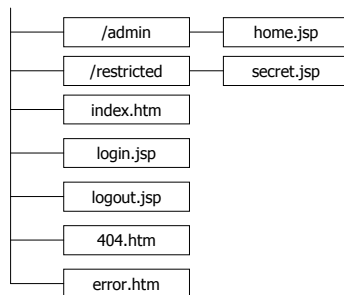 /admin home.jsp
/restricted secret.jsp
index.htm
login.jsp
logout.jsp
404.htm
error.htm